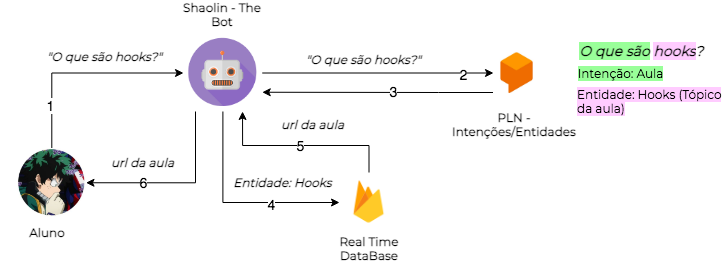 Shaolin - The
Bot
"O que são hooks?"
"O que são hooks?"
2
3
O que são hooks?
Intenção: Aula
Entidade: Hooks (Tópico
da aula)
1
PLN -
Intenções/Entidades
url da aula
5
url da aula
6
Entidade: Hooks
4
Aluno
Real Time
DataBase